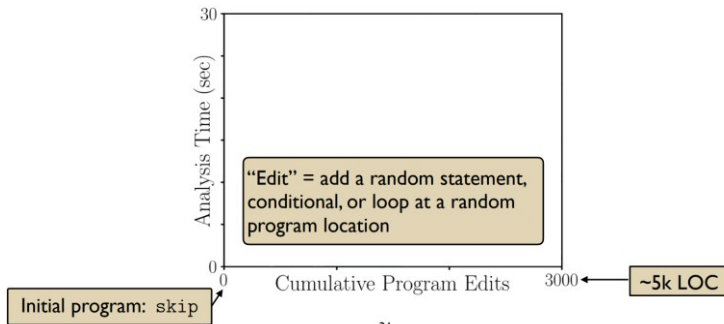 30
Analysis Time (sec)
“Edit” = add a random statement,
conditional, or loop at a random
program location
0
0
Cumulative Program Edits
3000
~5k LOC
Initial program: skip